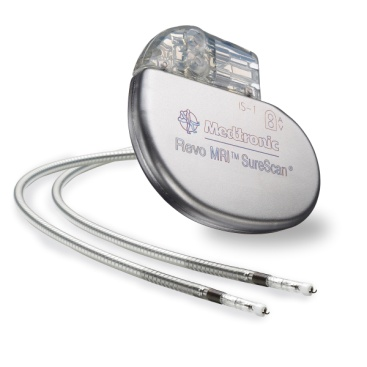 IS-1
Medtronic
Revo MRI™ SureScan®